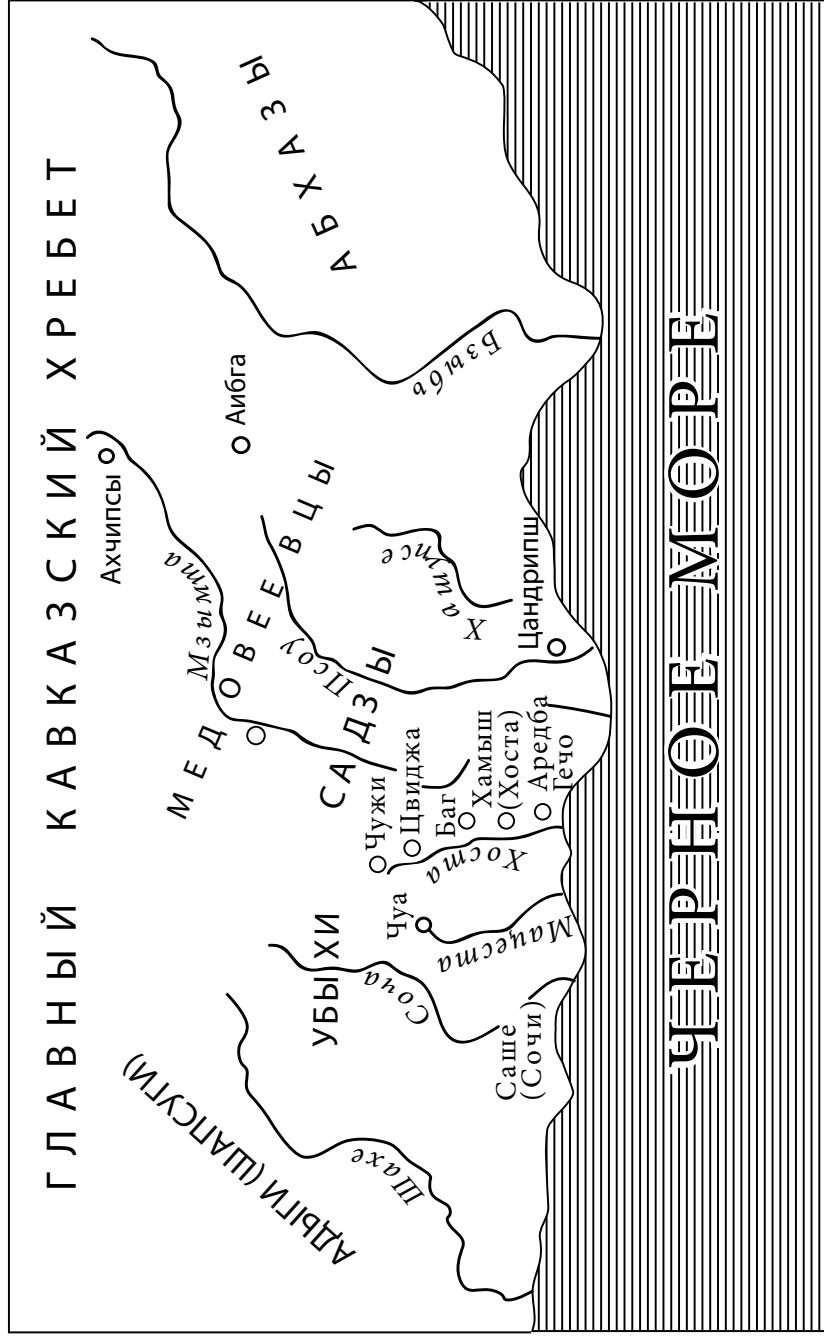 ГЛАВНЫЙ КАВКАЗСКИЙ ХРЕБЕТ
АДЫГИ (ШАПСУГИ)
Шахе
УБЫХИ
Соча
Саше
(Сочи)
Мацеста
Чуа
Хоста
Чужи
Цвиджа
Баг
Хамыш
(Хоста)
Аредба
Гечо
МЕДОВЕЕВЦЫ
САДЗЫ
Мзымта
Ахчипсы
Псоу
Аибга
Хашупсе
Цандрипш
Бзыбь
АБХАЗЫ
ЧЕРНОЕ МОРЕ